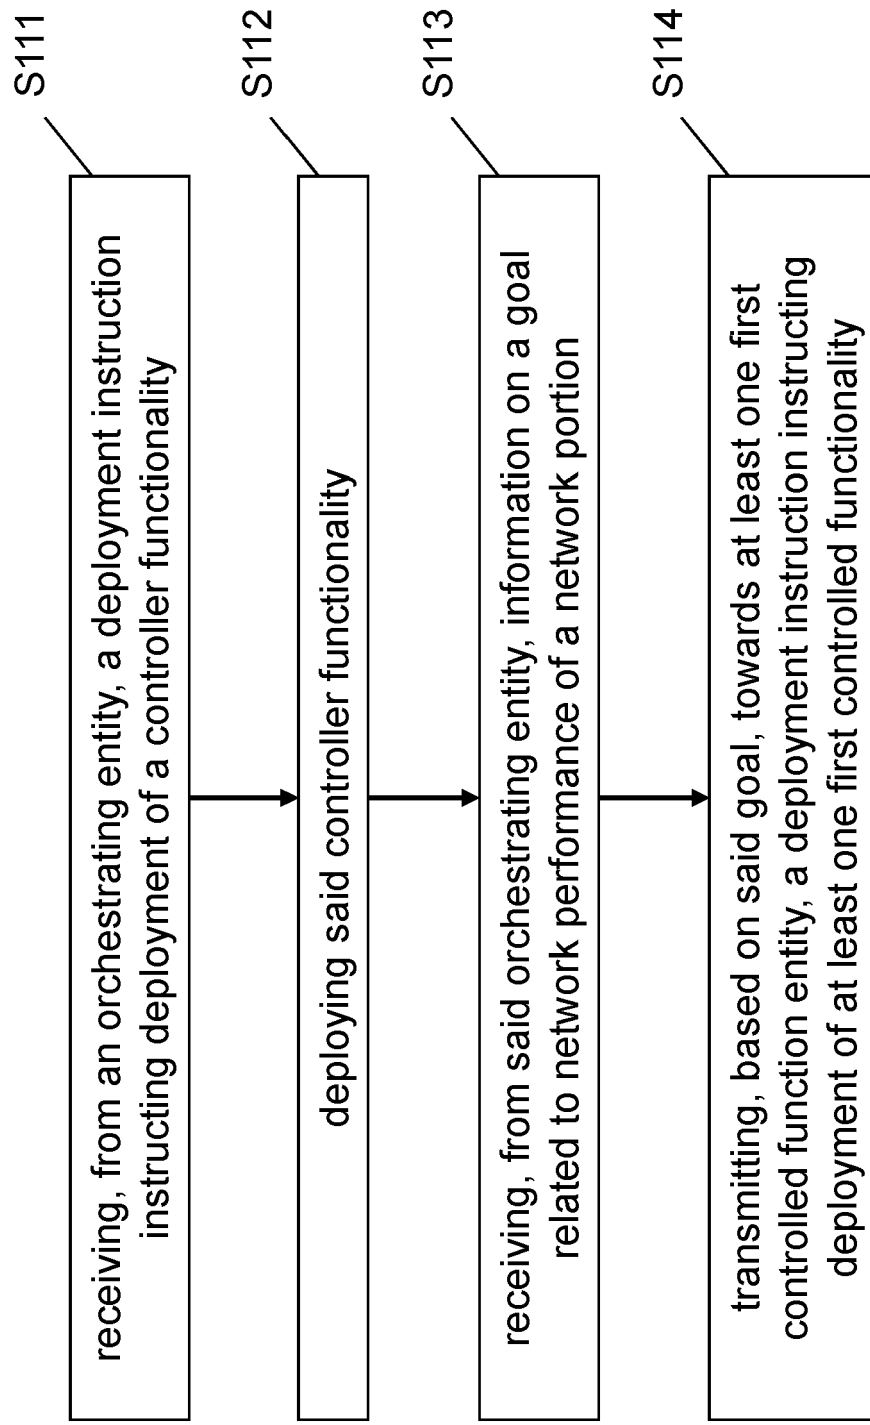 S111
receiving, from an orchestrating entity, a deployment instruction
instructing deployment of a controller functionality
S112
deploying said controller functionality
S113
receiving, from said orchestrating entity, information on a goal
related to network performance of a network portion
S114
transmitting, based on said goal, towards at least one first
controlled function entity, a deployment instruction instructing
deployment of at least one first controlled functionality